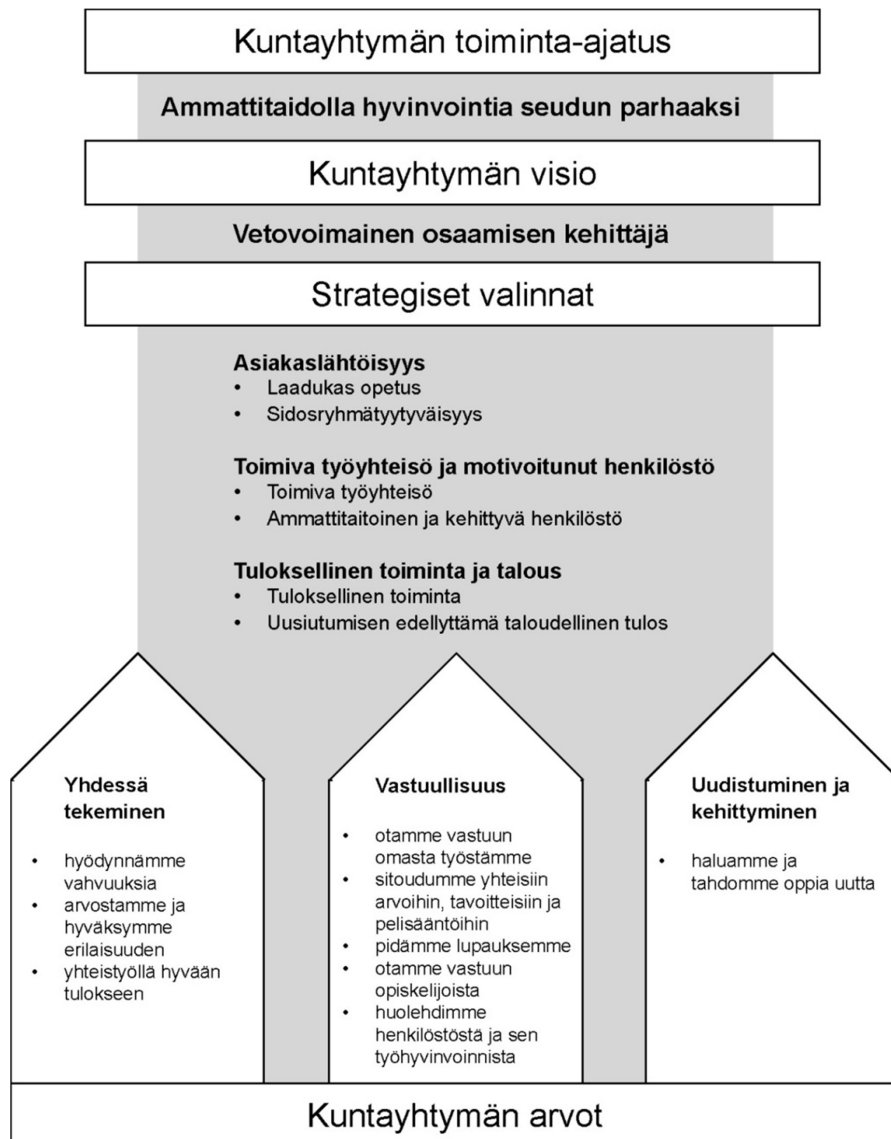 Kuntayhtymän toiminta-ajatus
Ammattitaidolla hyvinvointia seudun parhaaksi
Kuntayhtymän visio
Vetovoimainen osaamisen kehittäjä
Strategiset valinnat
Asiakaslähtöisyys
• Laadukas opetus
• Sidosryhmätyytyväisyys
Toimiva työyhteisö ja motivoitunut henkilöstö
• Toimiva työyhteisö
• Ammattitaitoinen ja kehittyvä henkilöstö
Tuloksellinen toiminta ja talous
• Tuloksellinen toiminta
• Uusiutumisen edellyttämä taloudellinen tulos
Yhdessä
tekeminen
• hyödynnämme
vahvuuksia
• arvostamme ja
hyväksymme
erilaisuuden
• yhteistyöllä hyvään
tulokseen
Vastuullisuus
• otamme vastuun
omasta työstämme
• sitoudumme yhteisiin
arvoihin, tavoitteisiin ja
pelisääntöihin
• pidämme lupauksemme
• otamme vastuun
opiskelijoista
• huolehdimme
henkilöstöstä ja sen
työhyvinvoinnista
Uudistuminen ja
kehittyminen
• haluamme ja
tahdomme oppia uutta
Kuntayhtymän arvot